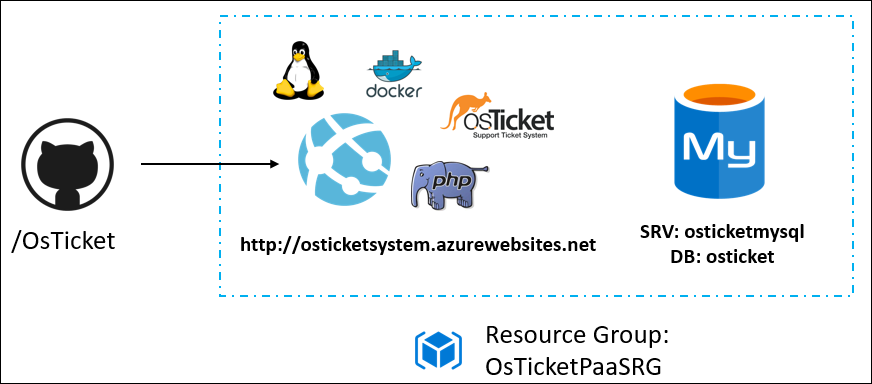 docker
osTicket
Support Ticket System
php
My
/OsTicket
http://osticketsystem.azurewebsites.net
SRV: osticketmysql
DB: osticket
Resource Group:
OsTicketPaaSRG